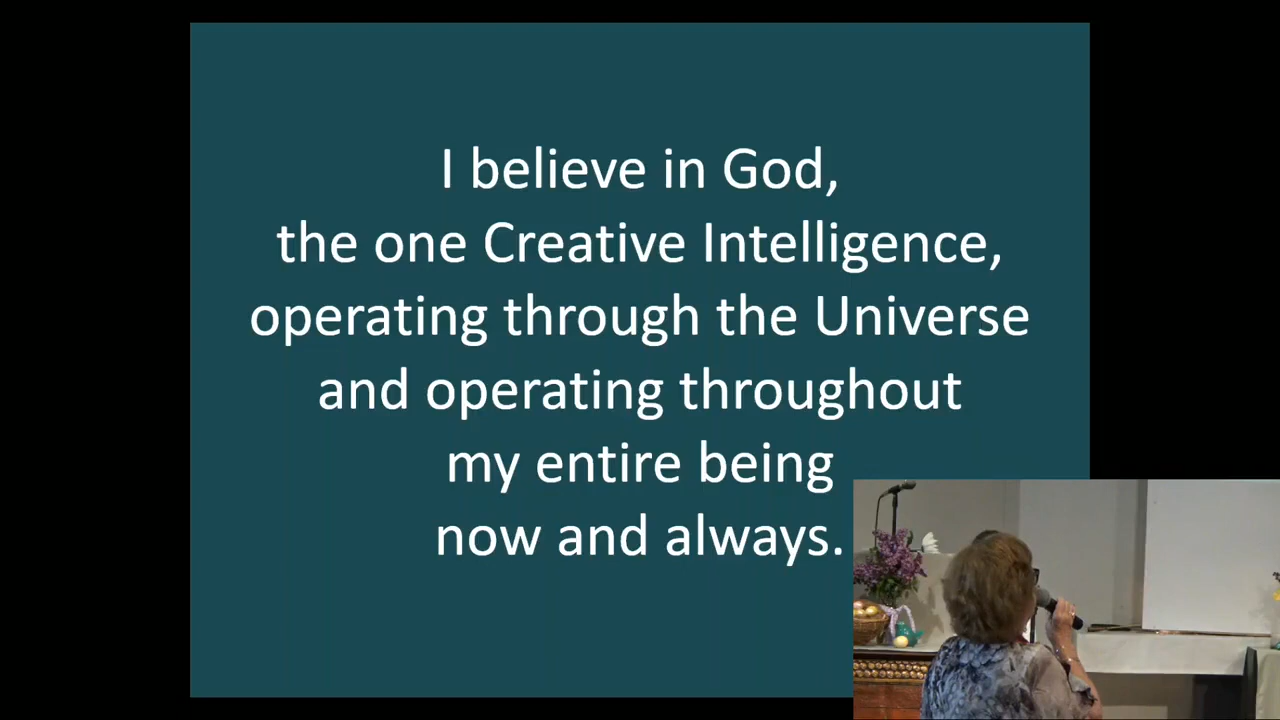 I believe in God,
the one Creative Intelligence,
operating through the Universe
and operating throughout
my entire being
now and always.